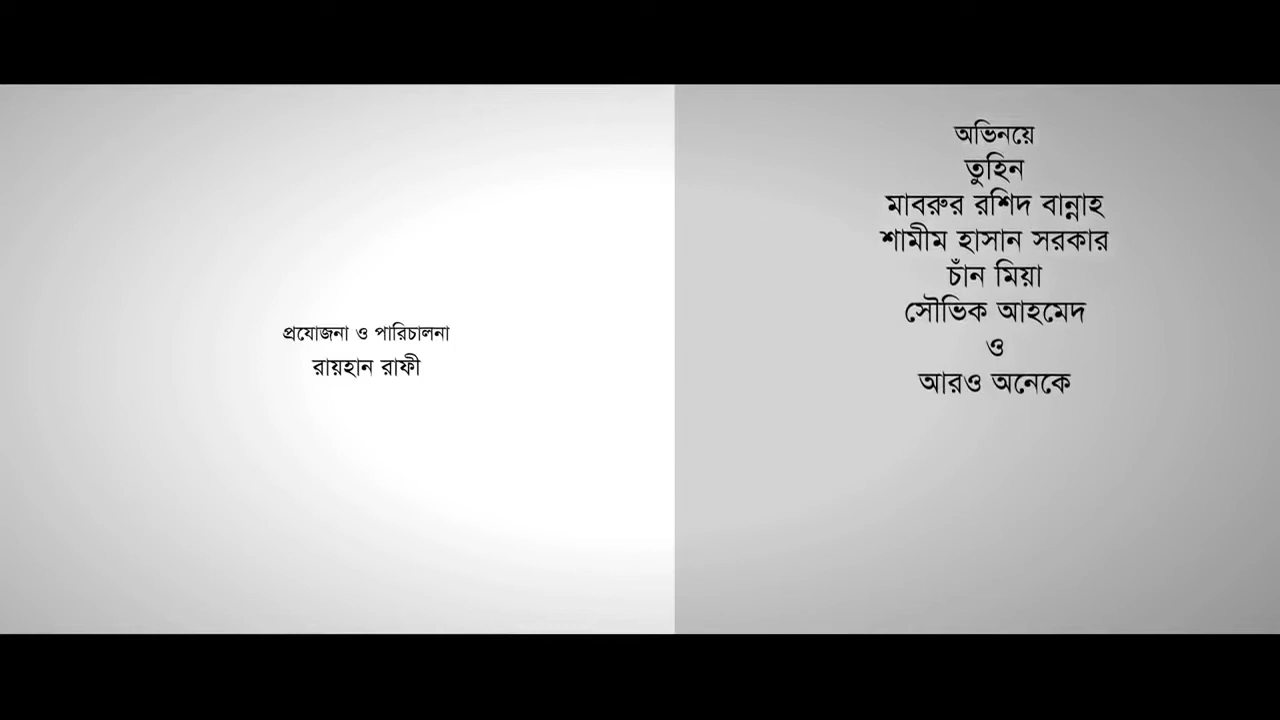 প্রযোজনা ও পারিচালনা
রায়হান রাফী
অভিনয়ে
তুহিন
মাবরুর রশিদ বান্নাহ
শামীম হাসান সরকার
চাঁন মিয়া
সৌভিক আহমেদ
ও
আরও অনেকে